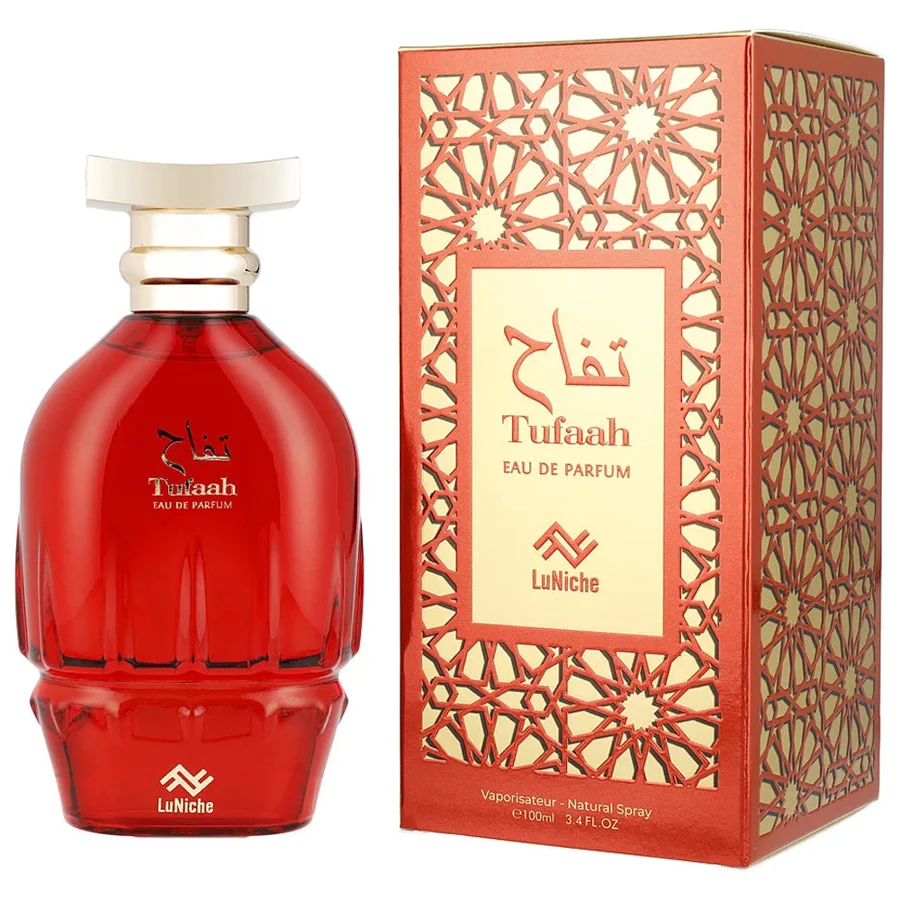 تفاح
Tufaah
EAU DE PARFUM
LuNiche
تفاح
Tufaah
EAU DE PARFUM
LuNiche
Vaporisateur - Natural Spray
℮100ml 3.4 FL.OZ